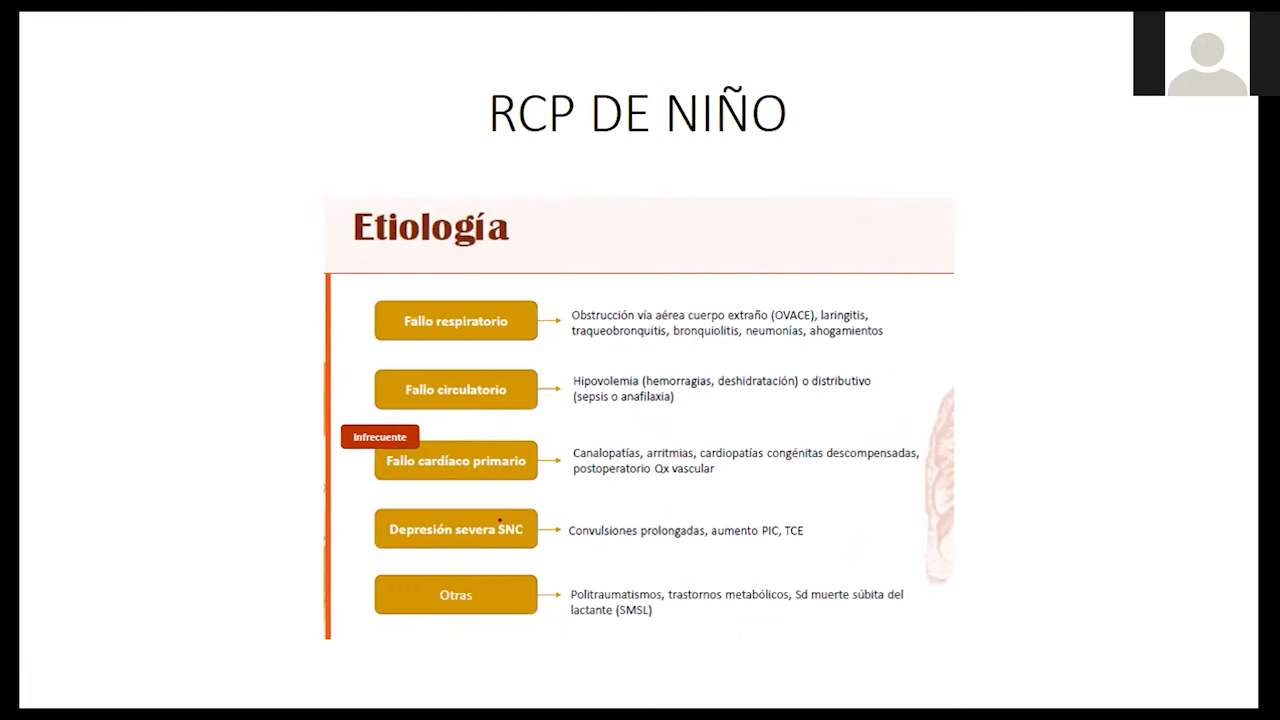 RCP DE NIÑO
Etiología
Fallo respiratorio
Obstrucción vía aérea cuerpo extraño (OVACE), laringitis,
traqueobronquitis, bronquiolitis, neumonías, ahogamientos
Fallo circulatorio
Hipovolemia (hemorragias, deshidratación) o distributivo
(sepsis o anafilaxia)
Infrecuente
Fallo cardíaco primario
Canalopatías, arritmias, cardiopatías congénitas descompensadas,
postoperatorio Qx vascular
Depresión severa SNC
Convulsiones prolongadas, aumento PIC, TCE
Otras
Politraumatismos, trastornos metabólicos, Sd muerte súbita del
lactante (SMSL)